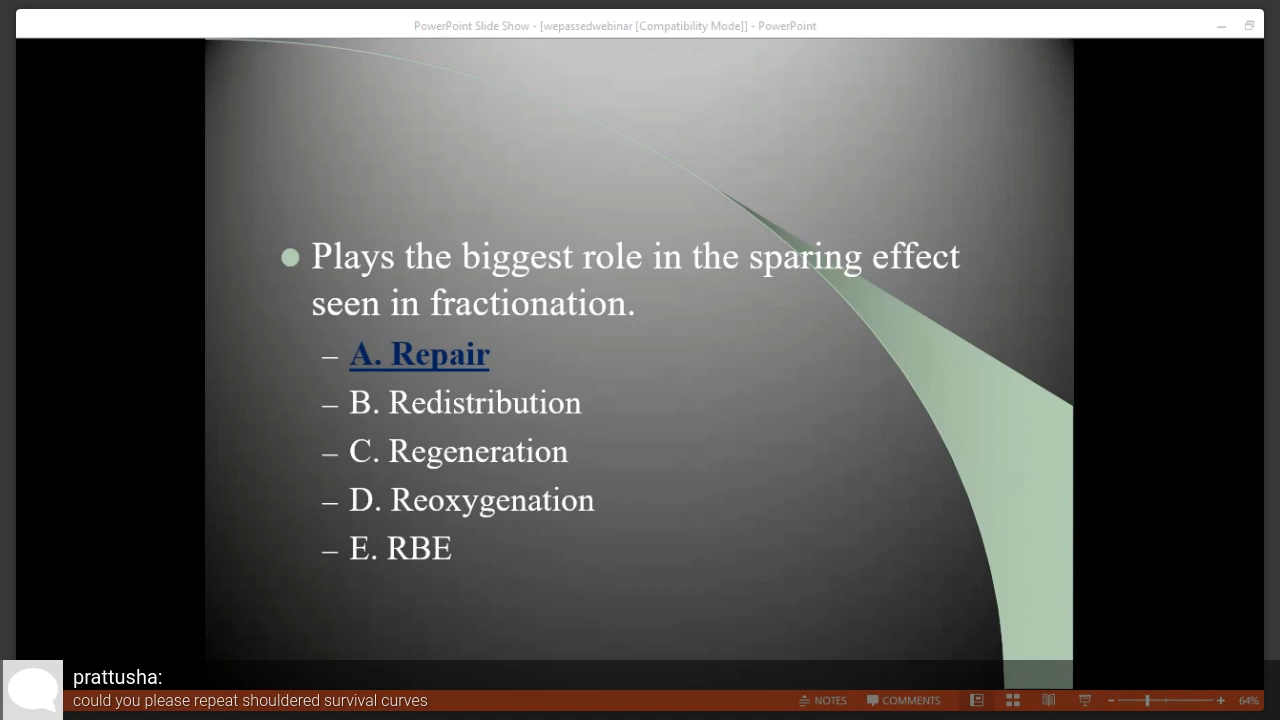 PowerPoint Slide Show - [wepassedwebinar [Compatibility Mode]] - PowerPoint
Plays the biggest role in the sparing effect
seen in fractionation.
– A. Repair
– B. Redistribution
– C. Regeneration
– D. Reoxygenation
– E. RBE
prattusha:
could you please repeat shouldered survival curves
NOTES COMMENTS 64%